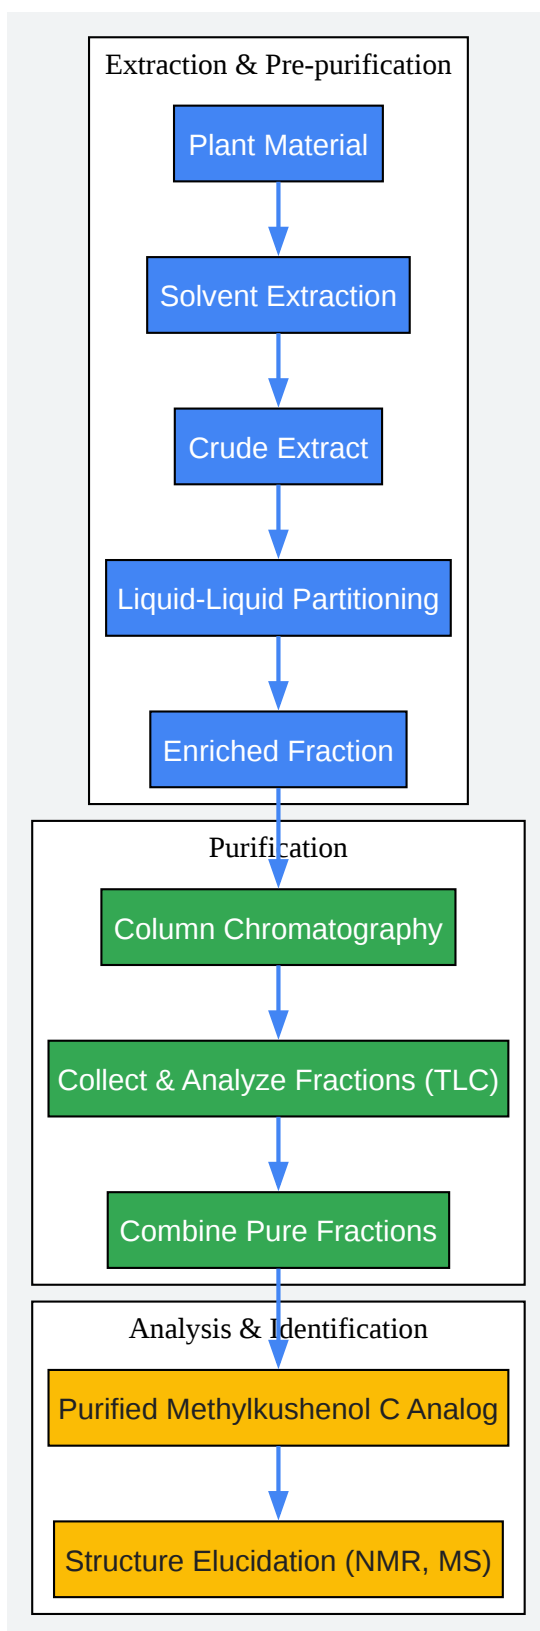 Extraction & Pre-purification
Plant Material
Solvent Extraction
Crude Extract
Liquid-Liquid Partitioning
Enriched Fraction
Purification
Column Chromatography
Collect & Analyze Fractions (TLC)
Combine Pure Fractions
Analysis & Identification
Purified Methylkushenol C Analog
Structure Elucidation (NMR, MS)